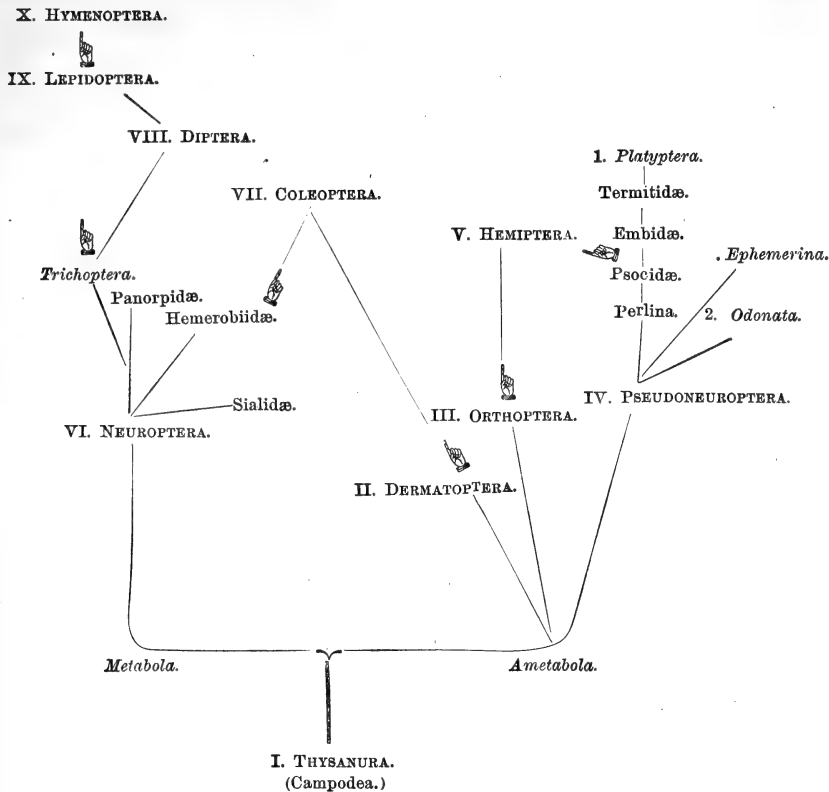 X. HYMENOPTERA.
IX. LEPIDOPTERA.
VIII. DIPTERA.
1. Platyptera.
VII. COLEOPTERA.
Termitidæ.
V. HEMIPTERA.
Embidæ.
Ephemerina.
Trichoptera.
Psocidæ.
Panorpidæ.
Hemerobiidæ.
Perlina.
2. Odonata.
Sialidæ.
IV. PSEUDONEUROPTERA.
III. ORTHOPTERA.
VI. NEUROPTERA.
II. DERMATOPTERA.
Metabola.
Ametabola.
I. THYSANURA.
(Campodea.)